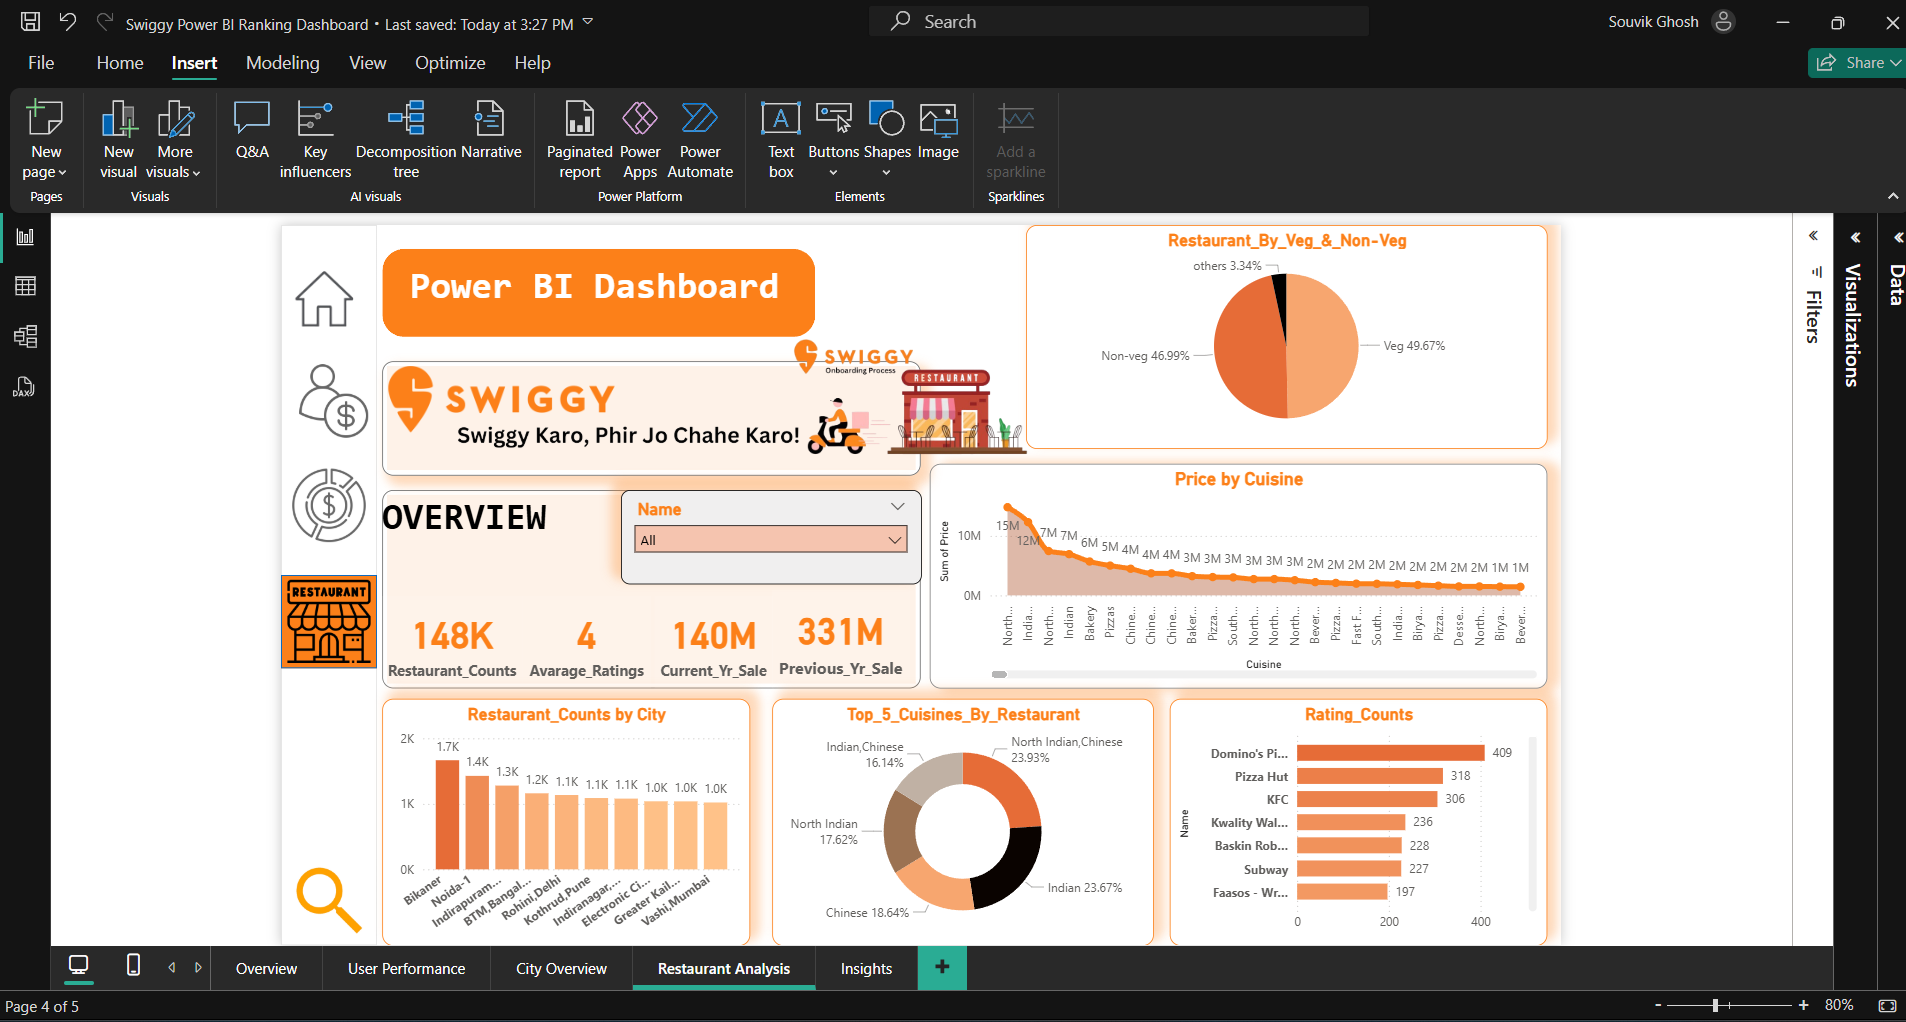 Swiggy Power BI Ranking Dashboard • Last saved: Today at 3:27 PM
Search
Souvik Ghosh
File Home Insert Modeling View Optimize Help
Share
New page
New visual
More visuals
Q&A
Key influencers
Decomposition tree
Narrative
Paginated report
Power Apps
Power Automate
Text box
Buttons
Shapes
Image
Add a sparkline
Pages
Visuals
AI visuals
Power Platform
Elements
Sparklines
DAX
Filters
Visualizations
Data
Power BI Dashboard
SWIGGY
Onboarding Process
RESTAURANT
SWIGGY
Swiggy Karo, Phir Jo Chahe Karo!
RESTAURANT
OVERVIEW
Name
All
148K
Restaurant_Counts
4
Avarage_Ratings
140M
Current_Yr_Sale
331M
Previous_Yr_Sale
Restaurant_By_Veg_&_Non-Veg
others 3.34%
Non-veg 46.99%
Veg 49.67%
Price by Cuisine
Sum of Price
10M
0M
15M 12M 7M 7M 6M 5M 4M 4M 4M 3M 3M 3M 3M 3M 3M 2M 2M 2M 2M 2M 2M 2M 2M 2M 1M 1M
North... India... North... Indian Bakery Pizzas Chine... Chine... Chine... Baker... Pizza... South... North... North... North... Bever... Pizza... Fast F... South... India... Birya... Pizza... Desse... North... Birya... Bever...
Cuisine
Restaurant_Counts by City
2K
1K
0K
1.7K 1.4K 1.3K 1.2K 1.1K 1.1K 1.1K 1.0K 1.0K 1.0K
Bikaner
Noida-1
Indirapuram...
BTM,Bangal...
Rohini,Delhi
Kothrud,Pune
Indiranagar,...
Electronic Ci...
Greater Kail...
Vashi,Mumbai
Top_5_Cuisines_By_Restaurant
Indian,Chinese
16.14%
North Indian,Chinese
23.93%
North Indian
17.62%
Chinese 18.64%
Indian 23.67%
Rating_Counts
Name
Domino's Pi... 409
Pizza Hut 318
KFC 306
Kwality Wal... 236
Baskin Rob... 228
Subway 227
Faasos - Wr... 197
0 200 400
Overview User Performance City Overview Restaurant Analysis Insights +
Page 4 of 5
- + 80%